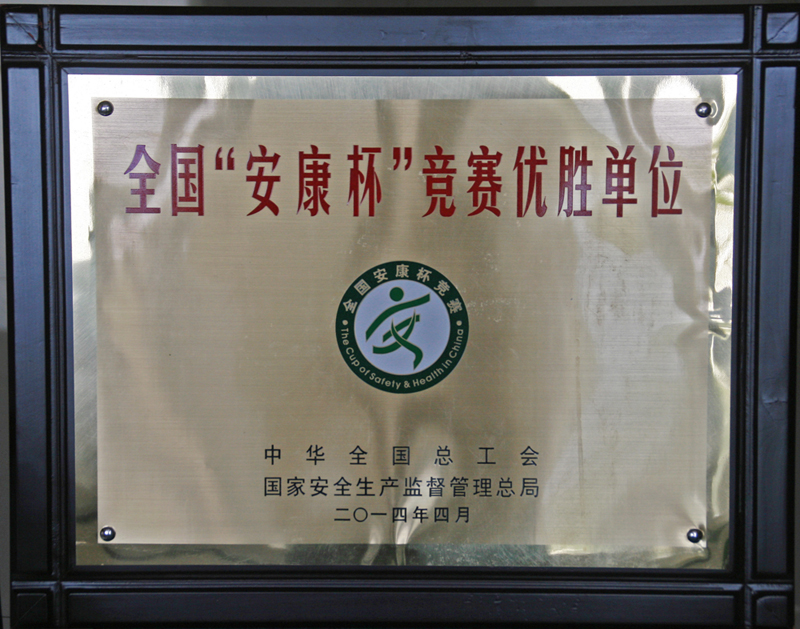 全国“安康杯”竞赛优胜单位
全国安康杯竞赛
The Cup of Safety & Health in China
中华全国总工会
国家安全生产监督管理总局
二〇一四年四月